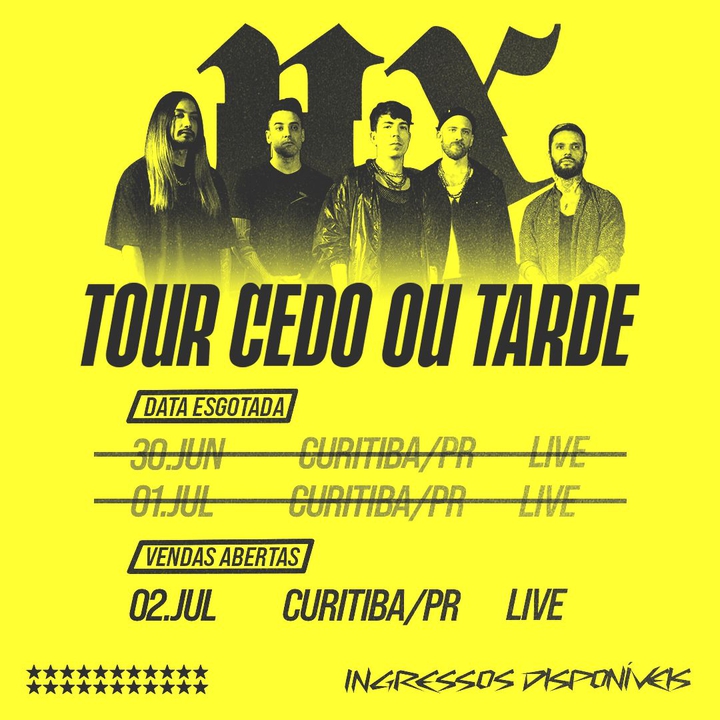 nx
TOUR CEDO OU TARDE
DATA ESGOTADA
30.JUN CURITIBA/PR LIVE
01.JUL CURITIBA/PR LIVE
VENDAS ABERTAS
02.JUL CURITIBA/PR LIVE
INGRESSOS DISPONÍVEIS